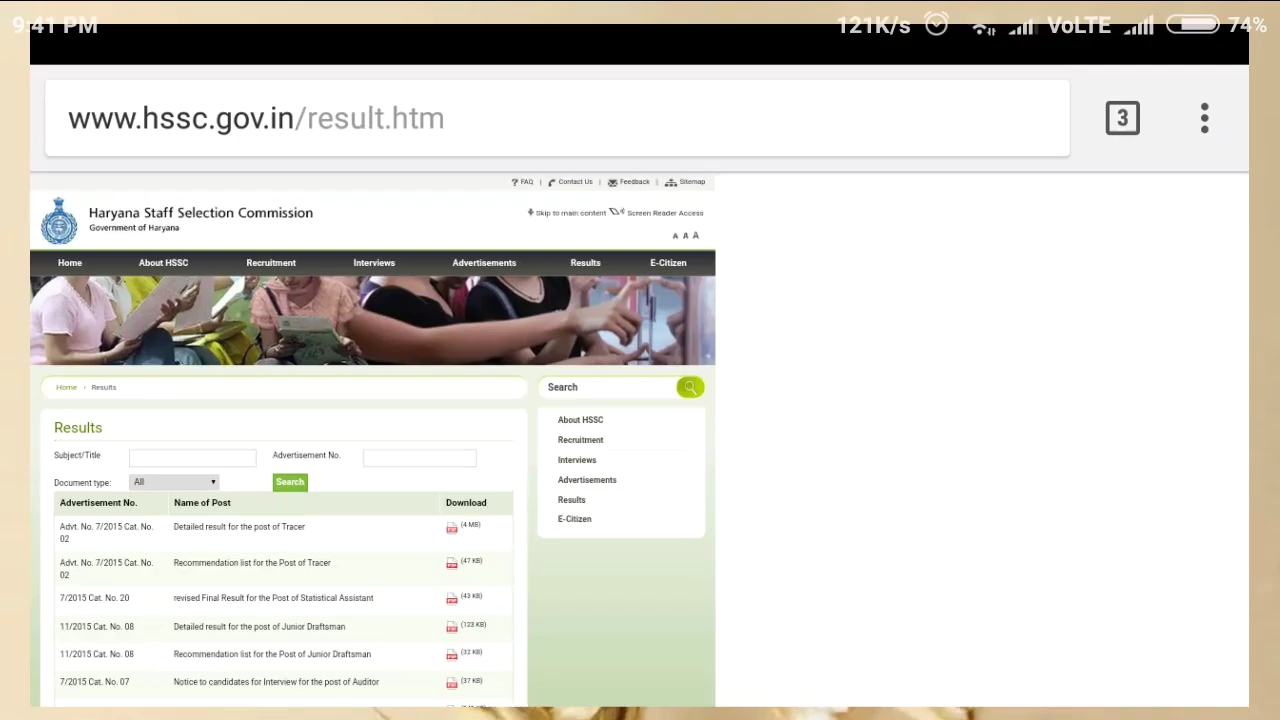 9:41 PM 121K/s VoLTE 74%
www.hssc.gov.in/result.htm 3
FAQ | Contact Us | Feedback | Sitemap
Haryana Staff Selection Commission
Government of Haryana
Skip to main content Screen Reader Access
A A A
Home About HSSC Recruitment Interviews Advertisements Results E-Citizen
Home › Results
Search
Results
Subject/Title Advertisement No.
Document type: All Search
Advertisement No. Name of Post Download
Advt. No. 7/2015 Cat. No. 02 Detailed result for the post of Tracer (4 MB)
Advt. No. 7/2015 Cat. No. 02 Recommendation list for the Post of Tracer (47 KB)
7/2015 Cat. No. 20 revised Final Result for the Post of Statistical Assistant (43 KB)
11/2015 Cat. No. 08 Detailed result for the post of Junior Draftsman (123 KB)
11/2015 Cat. No. 08 Recommendation list for the Post of Junior Draftsman (32 KB)
7/2015 Cat. No. 07 Notice to candidates for Interview for the post of Auditor (37 KB)
About HSSC
Recruitment
Interviews
Advertisements
Results
E-Citizen